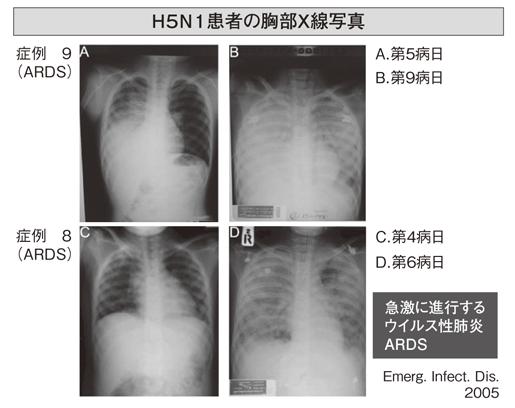 H5N1患者の胸部X線写真
症例 9
（ARDS）
A
B
A.第5病日
B.第9病日
症例 8
（ARDS）
C
D
R
C.第4病日
D.第6病日
急激に進行する
ウイルス性肺炎
ARDS
Emerg. Infect. Dis.
2005